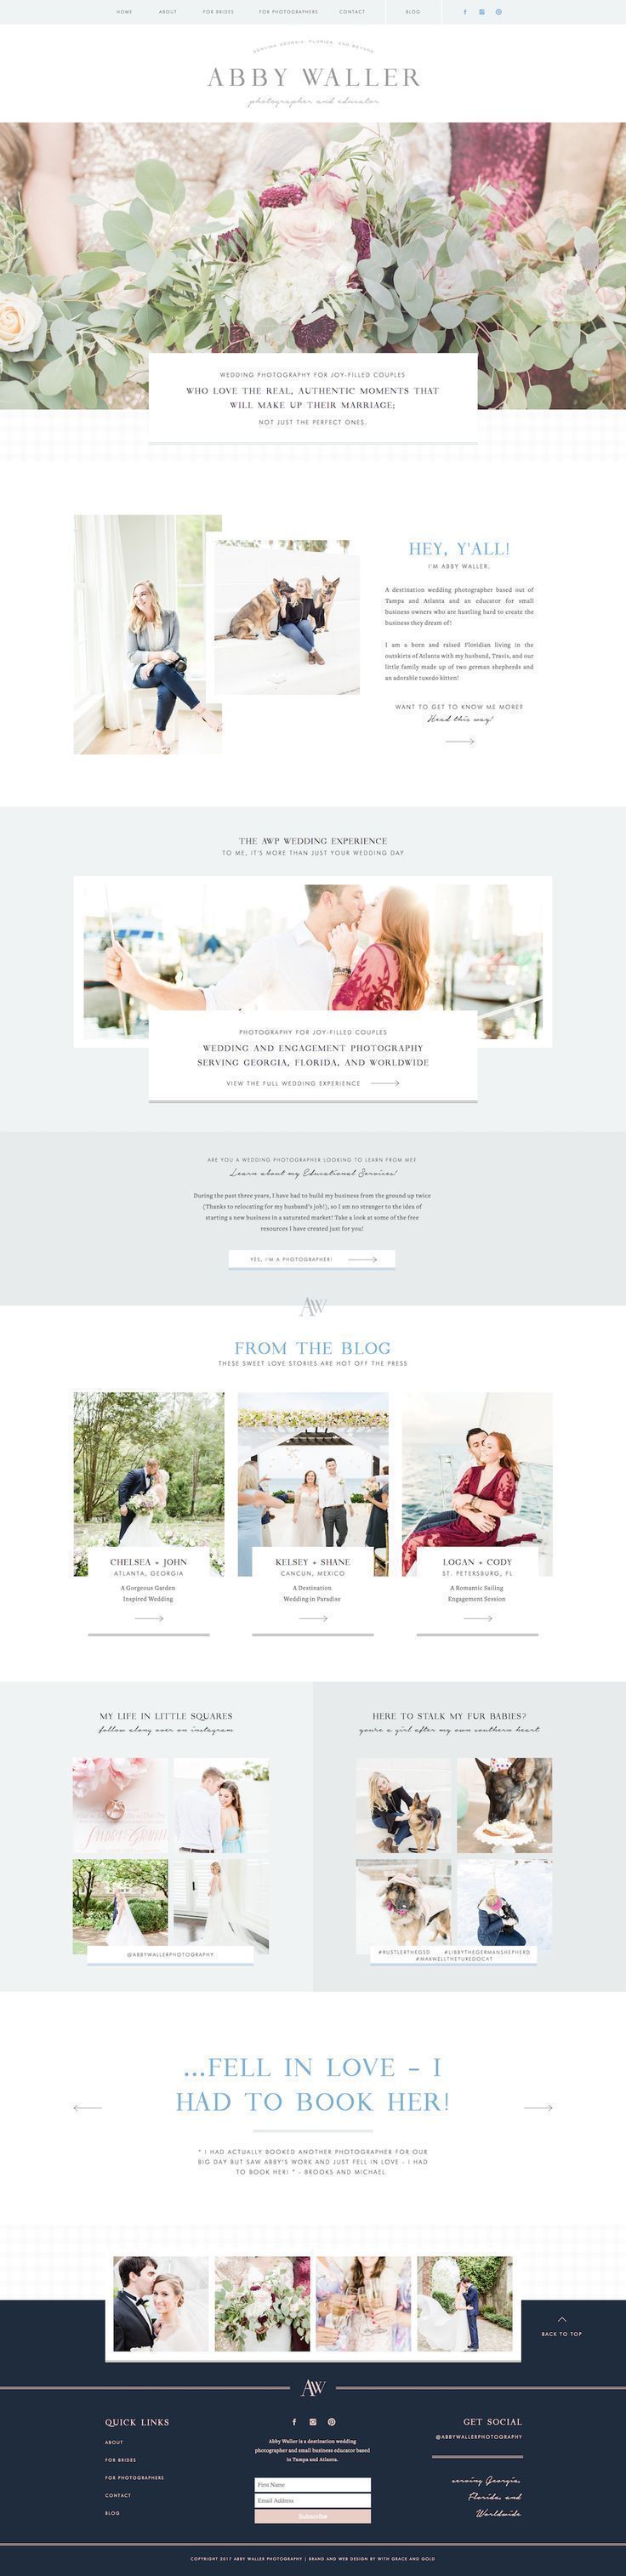 HOME ABOUT FOR BRIDES FOR PHOTOGRAPHERS CONTACT BLOG
SERVING GEORGIA, FLORIDA, AND BEYOND
ABBY WALLER
photographer and educator
WEDDING PHOTOGRAPHY FOR JOY-FILLED COUPLES
WHO LOVE THE REAL, AUTHENTIC MOMENTS THAT
WILL MAKE UP THEIR MARRIAGE;
NOT JUST THE PERFECT ONES.
HEY, Y'ALL!
I'M ABBY WALLER.
A destination wedding photographer based out of
Tampa and Atlanta and an educator for small
business owners who are hustling hard to create the
business they dream of!
I am a born and raised Floridian living in the
outskirts of Atlanta with my husband, Travis, and our
little family made up of two german shepherds and
an adorable tuxedo kitten!
WANT TO GET TO KNOW ME MORE?
Head this way!
THE AWP WEDDING EXPERIENCE
TO ME, IT'S MORE THAN JUST YOUR WEDDING DAY
PHOTOGRAPHY FOR JOY-FILLED COUPLES
WEDDING AND ENGAGEMENT PHOTOGRAPHY
SERVING GEORGIA, FLORIDA, AND WORLDWIDE
VIEW THE FULL WEDDING EXPERIENCE
ARE YOU A WEDDING PHOTOGRAPHER LOOKING TO LEARN FROM ME?
Learn about my Educational Services!
During the past three years, I have had to build my business from the ground up twice
(Thanks to relocating for my husband's job!), so I am no stranger to the idea of
starting a new business in a saturated market! Take a look at some of the free
resources I have created just for you!
YES, I'M A PHOTOGRAPHER!
AW
FROM THE BLOG
THESE SWEET LOVE STORIES ARE HOT OFF THE PRESS
CHELSEA + JOHN
ATLANTA, GEORGIA
A Gorgeous Garden
Inspired Wedding
KELSEY + SHANE
CANCUN, MEXICO
A Destination
Wedding in Paradise
LOGAN + CODY
ST. PETERSBURG, FL
A Romantic Sailing
Engagement Session
MY LIFE IN LITTLE SQUARES
follow along over on instagram
@ABBYWALLERPHOTOGRAPHY
HERE TO STALK MY FUR BABIES?
you're a girl after my own southern heart
#RUSTLERTHEGSD #LIBBYTHEGERMANSHEPHERD
#MAXWELLTHETUXEDOCAT
...FELL IN LOVE - I
HAD TO BOOK HER!
" I HAD ACTUALLY BOOKED ANOTHER PHOTOGRAPHER FOR OUR
BIG DAY BUT SAW ABBY'S WORK AND JUST FELL IN LOVE - I HAD
TO BOOK HER! " - BROOKS AND MICHAEL
BACK TO TOP
AW
QUICK LINKS
ABOUT
FOR BRIDES
FOR PHOTOGRAPHERS
CONTACT
BLOG
Abby Waller is a destination wedding
photographer and small business educator based
in Tampa and Atlanta.
First Name
Email Address
Subscribe
GET SOCIAL
@ABBYWALLERPHOTOGRAPHY
serving Georgia,
Florida, and
Worldwide
COPYRIGHT 2017 ABBY WALLER PHOTOGRAPHY | BRAND AND WEB DESIGN BY WITH GRACE AND GOLD